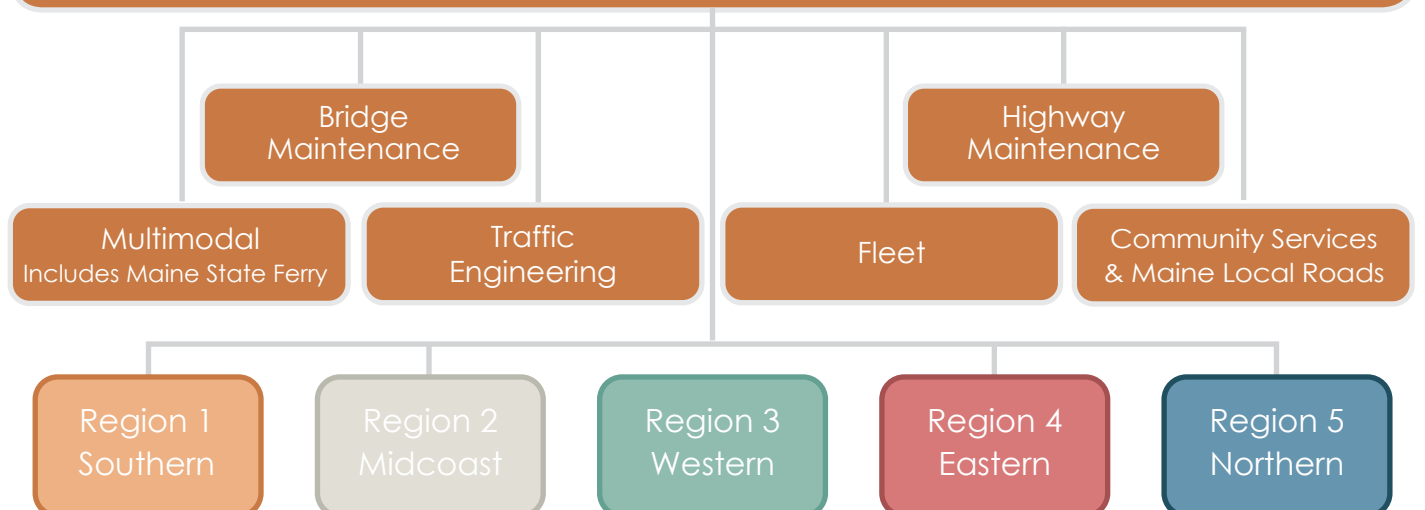 Bridge
Maintenance
Highway
Maintenance
Multimodal
Includes Maine State Ferry
Traffic
Engineering
Fleet
Community Services
& Maine Local Roads
Region 1
Southern
Region 2
Midcoast
Region 3
Western
Region 4
Eastern
Region 5
Northern